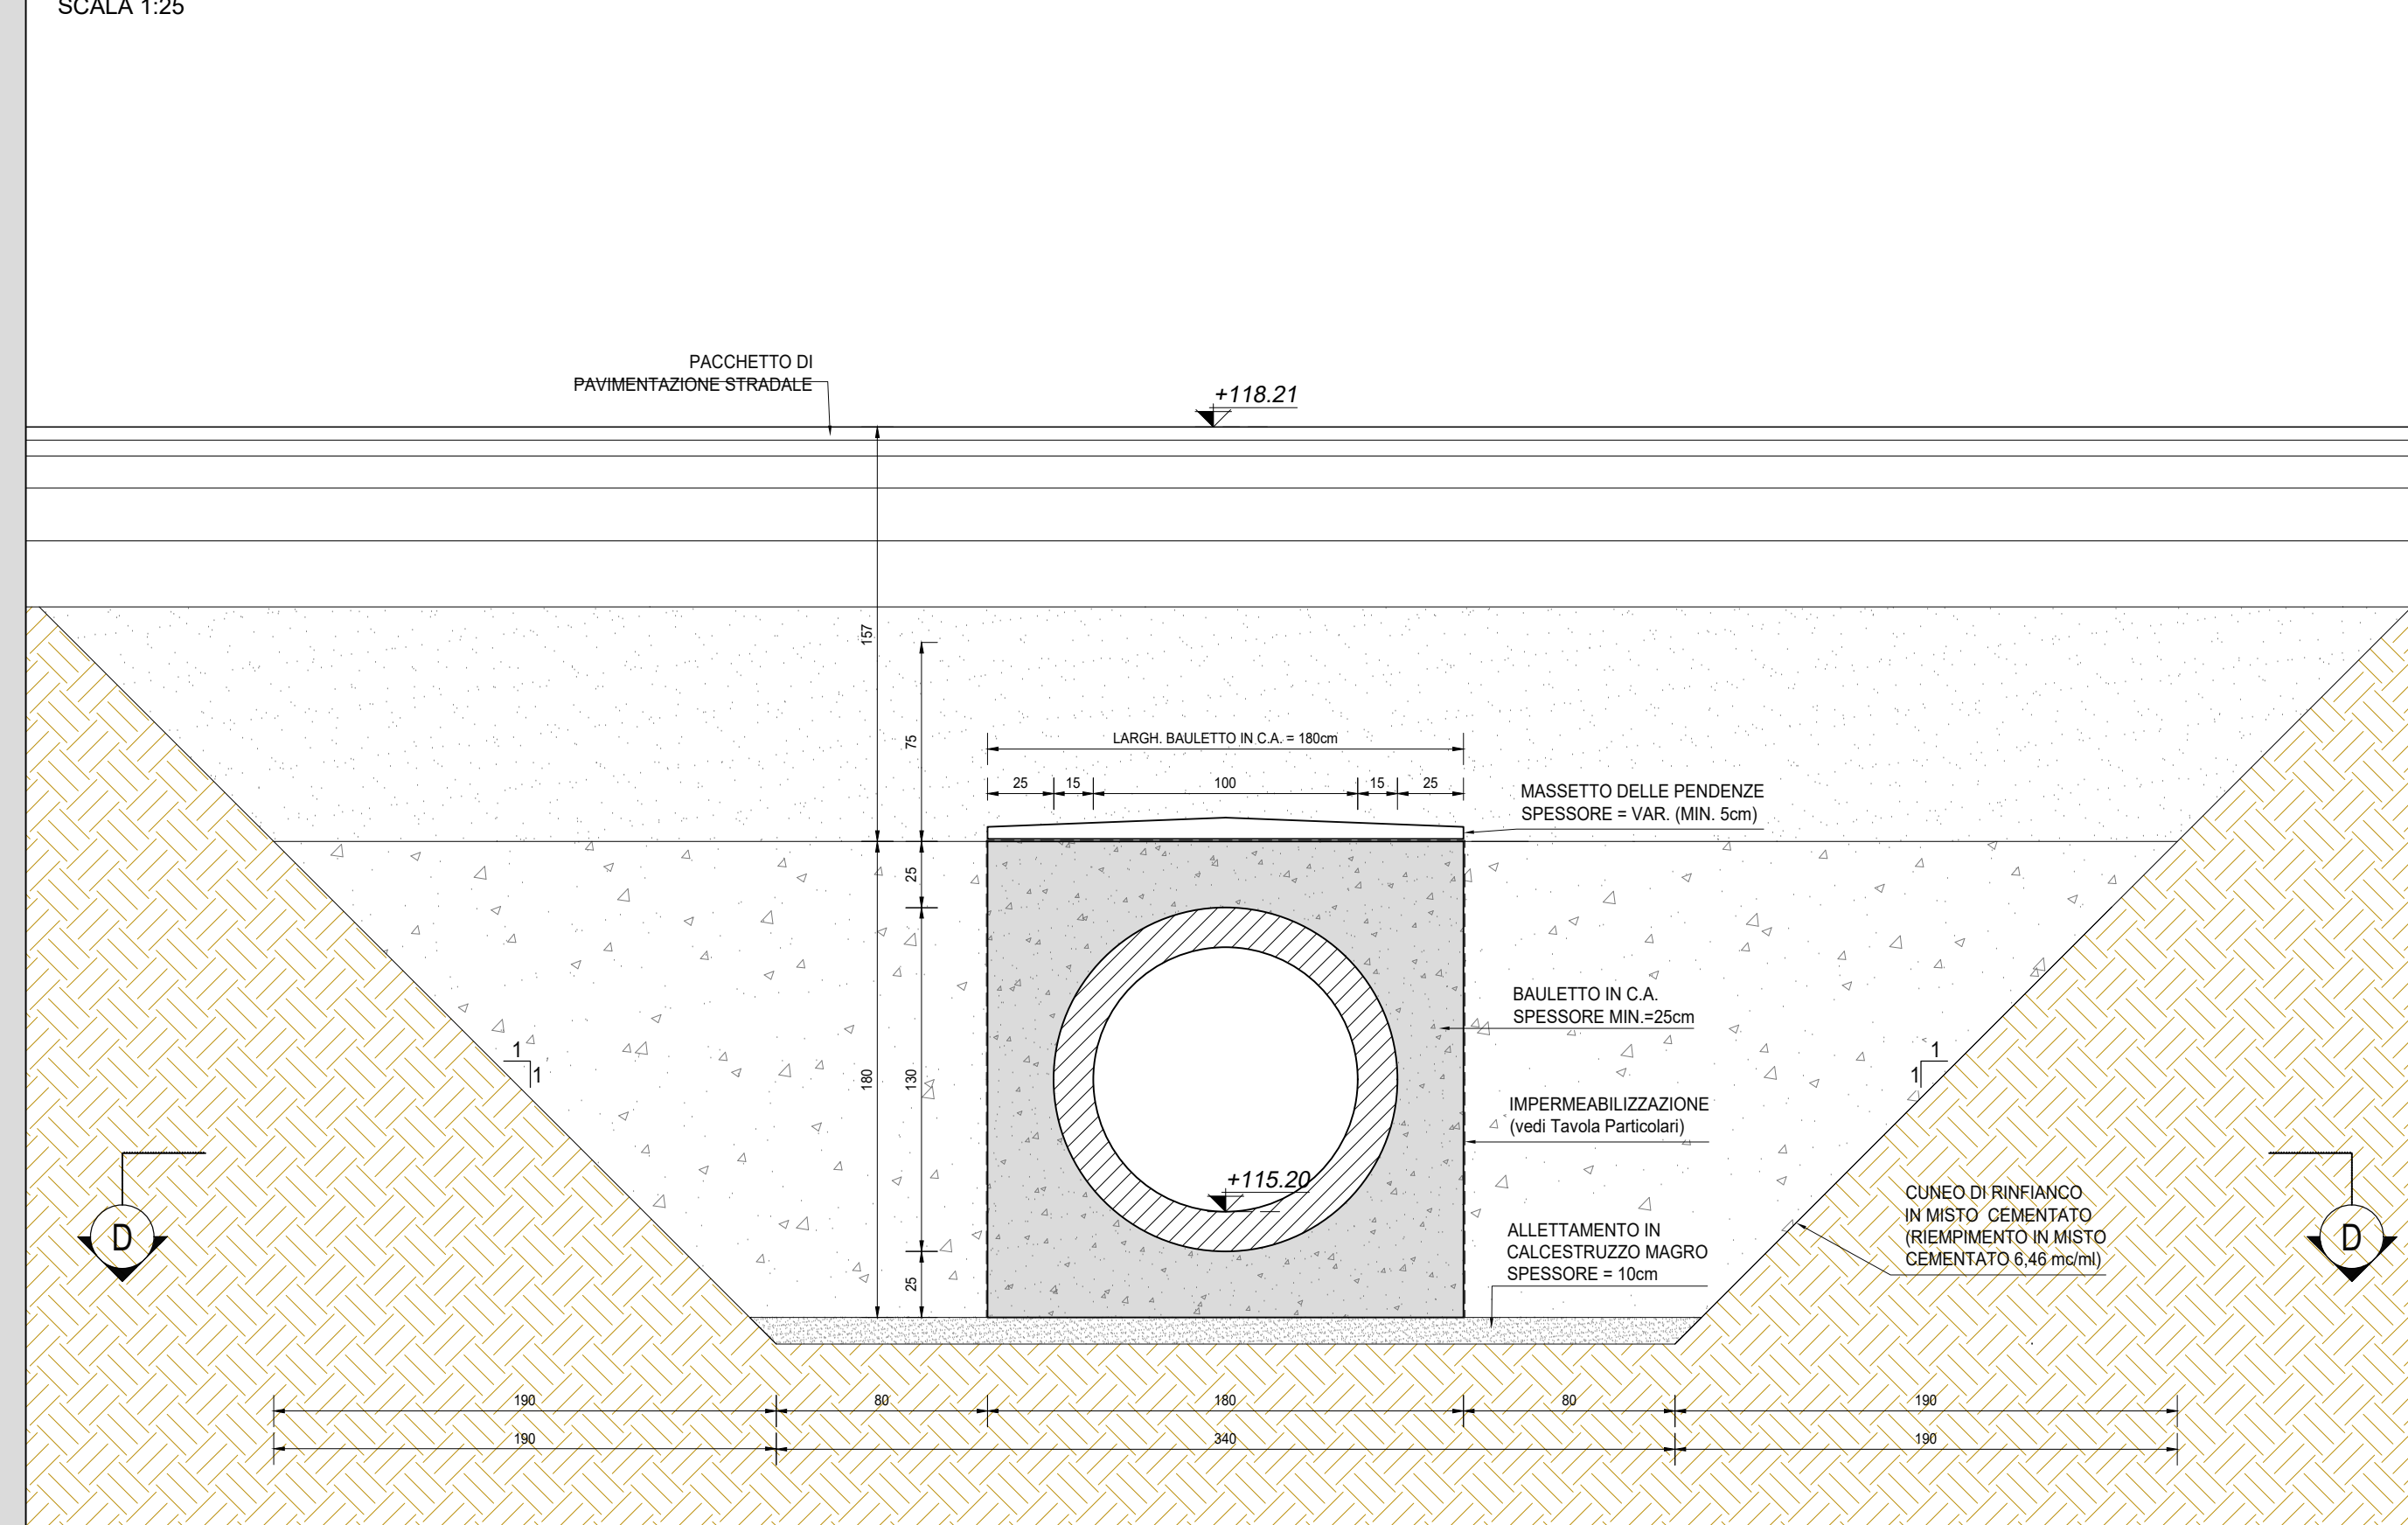 SCALA 1:25
PACCHETTO DI
PAVIMENTAZIONE STRADALE
+118.21
157
75
LARGH. BAULETTO IN C.A. = 180cm
25
15
100
15
25
MASSETTO DELLE PENDENZE
SPESSORE = VAR. (MIN. 5cm)
25
BAULETTO IN C.A.
SPESSORE MIN.=25cm
1
1
1
1
180
130
IMPERMEABILIZZAZIONE
(vedi Tavola Particolari)
+115.20
CUNEO DI RINFIANCO
IN MISTO CEMENTATO
(RIEMPIMENTO IN MISTO
CEMENTATO 6,46 mc/ml)
D
D
ALLETTAMENTO IN
CALCESTRUZZO MAGRO
SPESSORE = 10cm
25
190
80
180
80
190
190
340
190